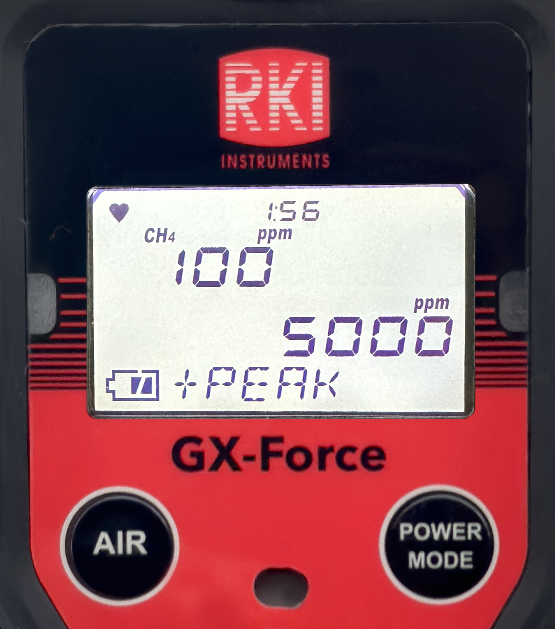 RKI
INSTRUMENTS
1:56
CH4 ppm
100
ppm
5000
+PEAK
GX-Force
AIR
POWER
MODE